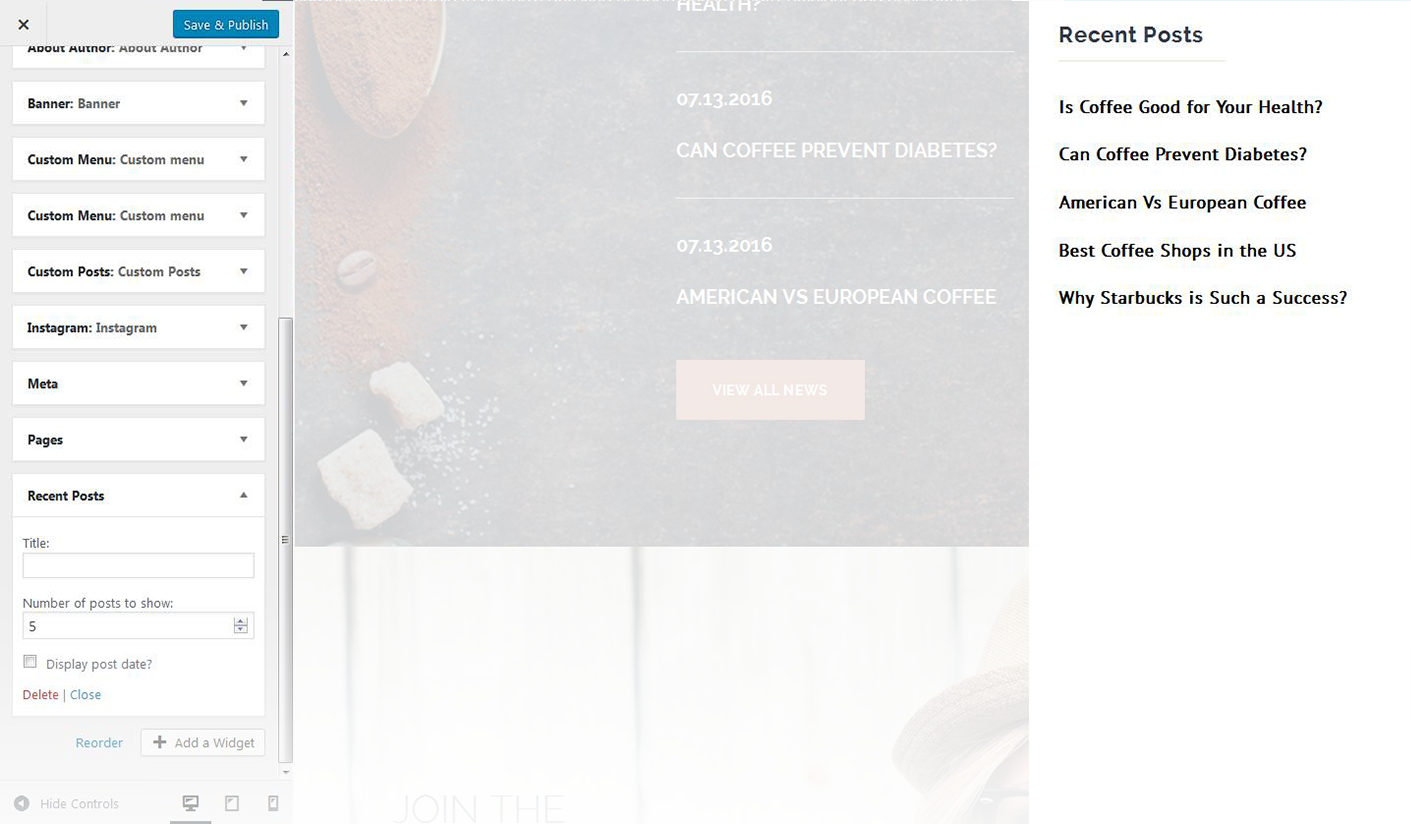 Save & Publish
About Author: About Author
Banner: Banner
Custom Menu: Custom menu
Custom Menu: Custom menu
Custom Posts: Custom Posts
Instagram: Instagram
Meta
Pages
Recent Posts
Title:
Number of posts to show:
5
Display post date?
Delete | Close
Reorder
Add a Widget
Hide Controls
HEALTH?
07.13.2016
CAN COFFEE PREVENT DIABETES?
07.13.2016
AMERICAN VS EUROPEAN COFFEE
VIEW ALL NEWS
JOIN THE
Recent Posts
Is Coffee Good for Your Health?
Can Coffee Prevent Diabetes?
American Vs European Coffee
Best Coffee Shops in the US
Why Starbucks is Such a Success?